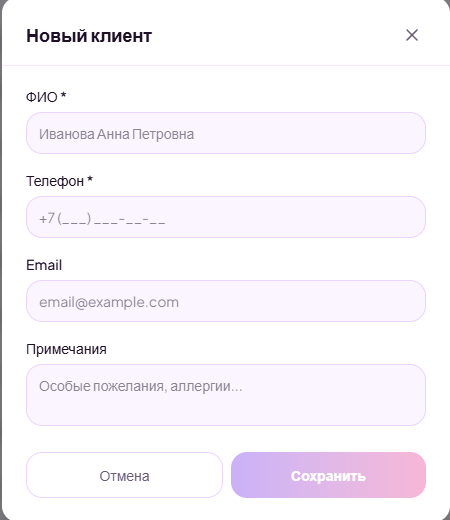 Новый клиент
ФИО *
Иванова Анна Петровна
Телефон *
+7 (___) ___-__-__
Email
email@example.com
Примечания
Особые пожелания, аллергии...
Отмена
Сохранить